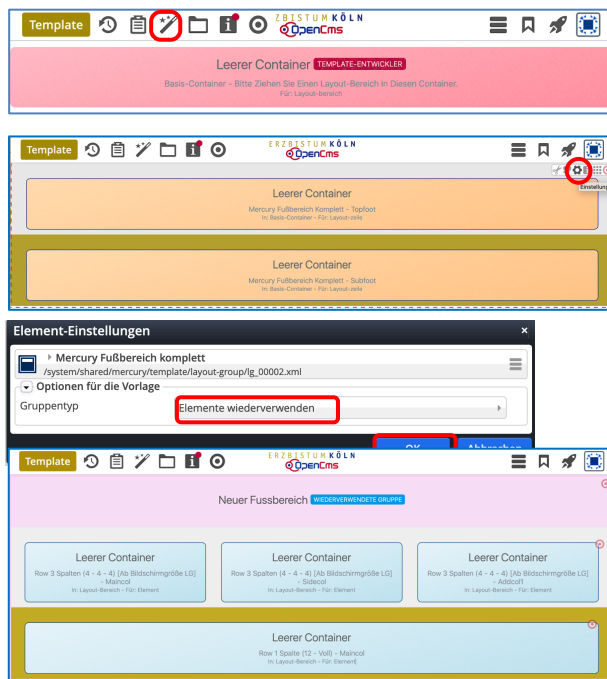 Template
ZBISTUM KÖLN
OpenCms
Leerer Container TEMPLATE-ENTWICKLER
Basis-Container - Bitte Ziehen Sie Einen Layout-Bereich In Diesen Container.
Für: Layout-bereich
Template
ERZBISTUM KÖLN
OpenCms
Einstellung
Leerer Container
Mercury Fußbereich Komplett - Topfoot
In: Basis-Container - Für: Layout-zeile
Leerer Container
Mercury Fußbereich Komplett - Subfoot
In: Basis-Container - Für: Layout-zeile
Element-Einstellungen
Mercury Fußbereich komplett
/system/shared/mercury/template/layout-group/lg_00002.xml
Optionen für die Vorlage
Gruppentyp
Elemente wiederverwenden
OK Abbrechen
Template
ERZBISTUM KÖLN
OpenCms
Neuer Fussbereich WIEDERVERWENDETE GRUPPE
Leerer Container
Row 3 Spalten (4 - 4 - 4) [Ab Bildschirmgröße LG]
- Maincol
In: Layout-Bereich - Für: Element
Leerer Container
Row 3 Spalten (4 - 4 - 4) [Ab Bildschirmgröße LG]
- Sidecol
In: Layout-Bereich - Für: Element
Leerer Container
Row 3 Spalten (4 - 4 - 4) [Ab Bildschirmgröße LG]
- Addcol1
In: Layout-Bereich - Für: Element
Leerer Container
Row 1 Spalte (12 - Voll) - Maincol
In: Layout-Bereich - Für: Element